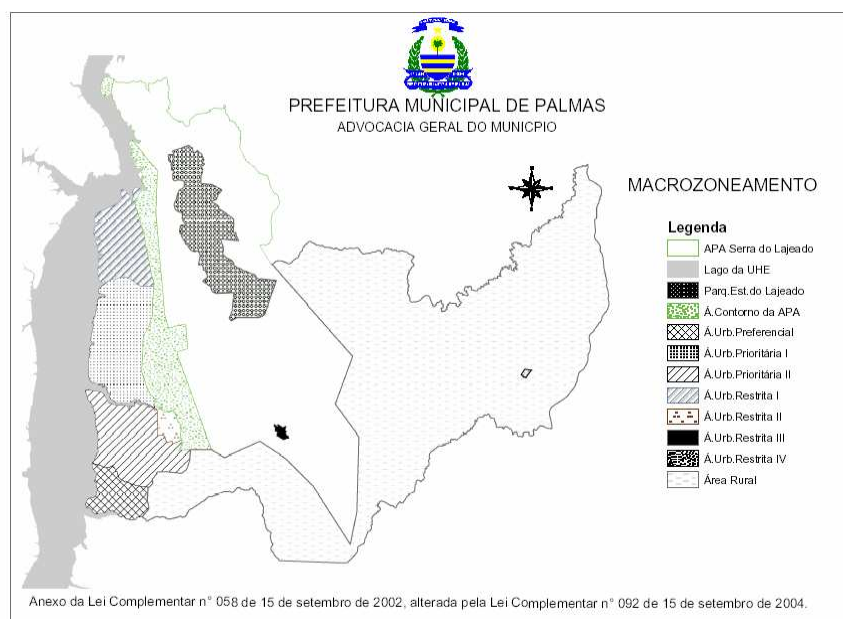 PREFEITURA MUNICIPAL DE PALMAS
ADVOCACIA GERAL DO MUNICPIO
MACROZONEAMENTO
Legenda
APA Serra do Lajeado
Lago da UHE
Parq.Est.do Lajeado
Á.Contorno da APA
Á.Urb.Preferencial
Á.Urb.Prioritária I
Á.Urb.Prioritária II
Á.Urb.Restrita I
Á.Urb.Restrita II
Á.Urb.Restrita III
Á.Urb.Restrita IV
Área Rural
Anexo da Lei Complementar n° 058 de 15 de setembro de 2002, alterada pela Lei Complementar n° 092 de 15 de setembro de 2004.